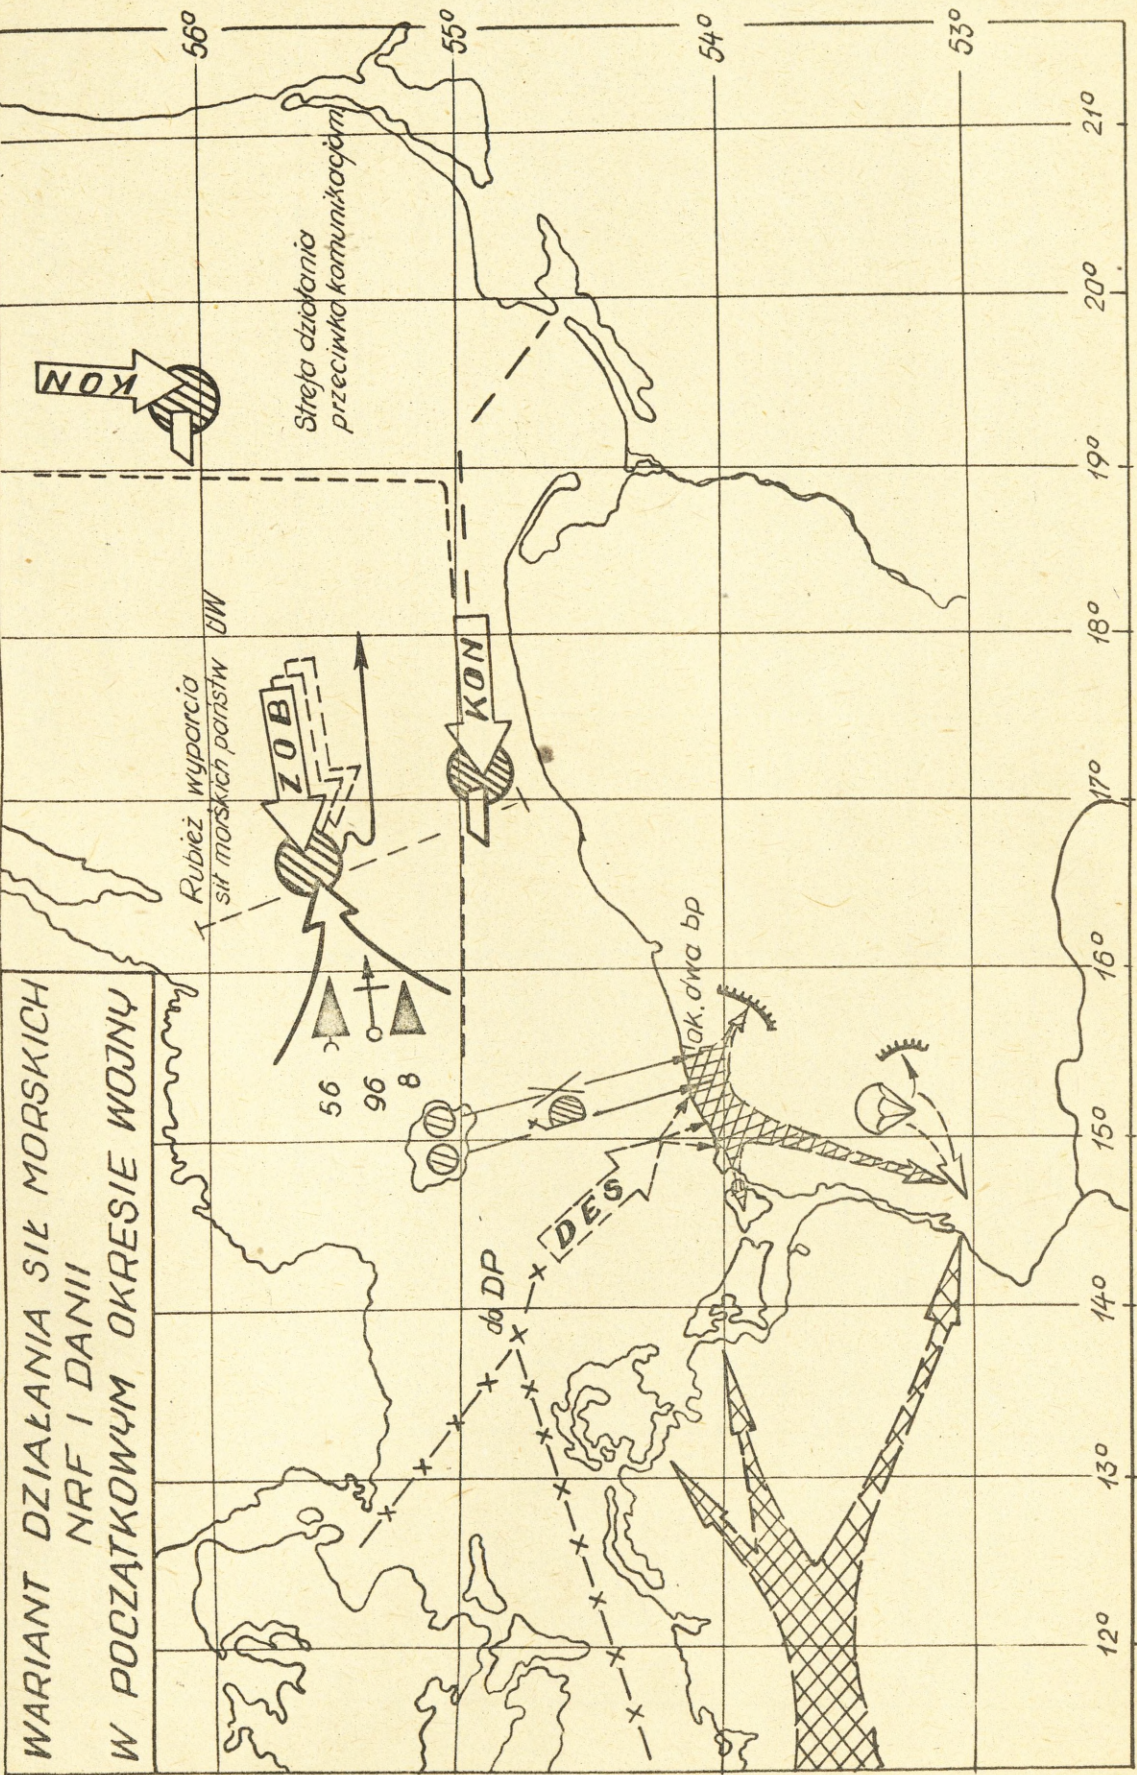 WARIANT DZIAŁANIA SIŁ MORSKICH
NRF I DANII
W POCZĄTKOWYM OKRESIE WOJNY
56°
55°
54°
53°
21°
20°
19°
18°
17°
16°
15°
14°
13°
12°
KON
Strefa działania
przeciwko komunikacjom
Rubież wyparcia
sił morskich państw UW
ZOB
KON
56
96
8
ok. dwa bp
DES
do DP